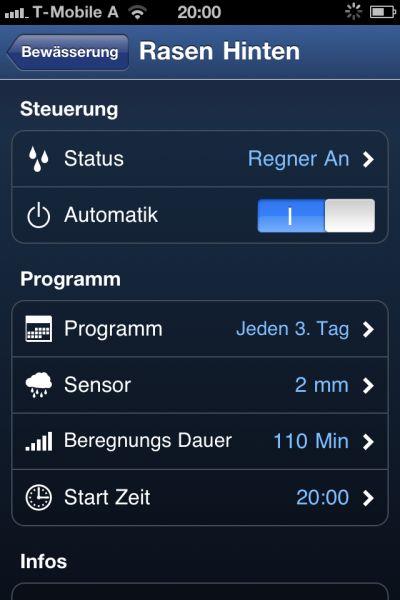 T-Mobile A 20:00
Bewässerung Rasen Hinten
Steuerung
Status Regner An
Automatik
Programm
Programm Jeden 3. Tag
Sensor 2 mm
Beregnungs Dauer 110 Min
Start Zeit 20:00
Infos